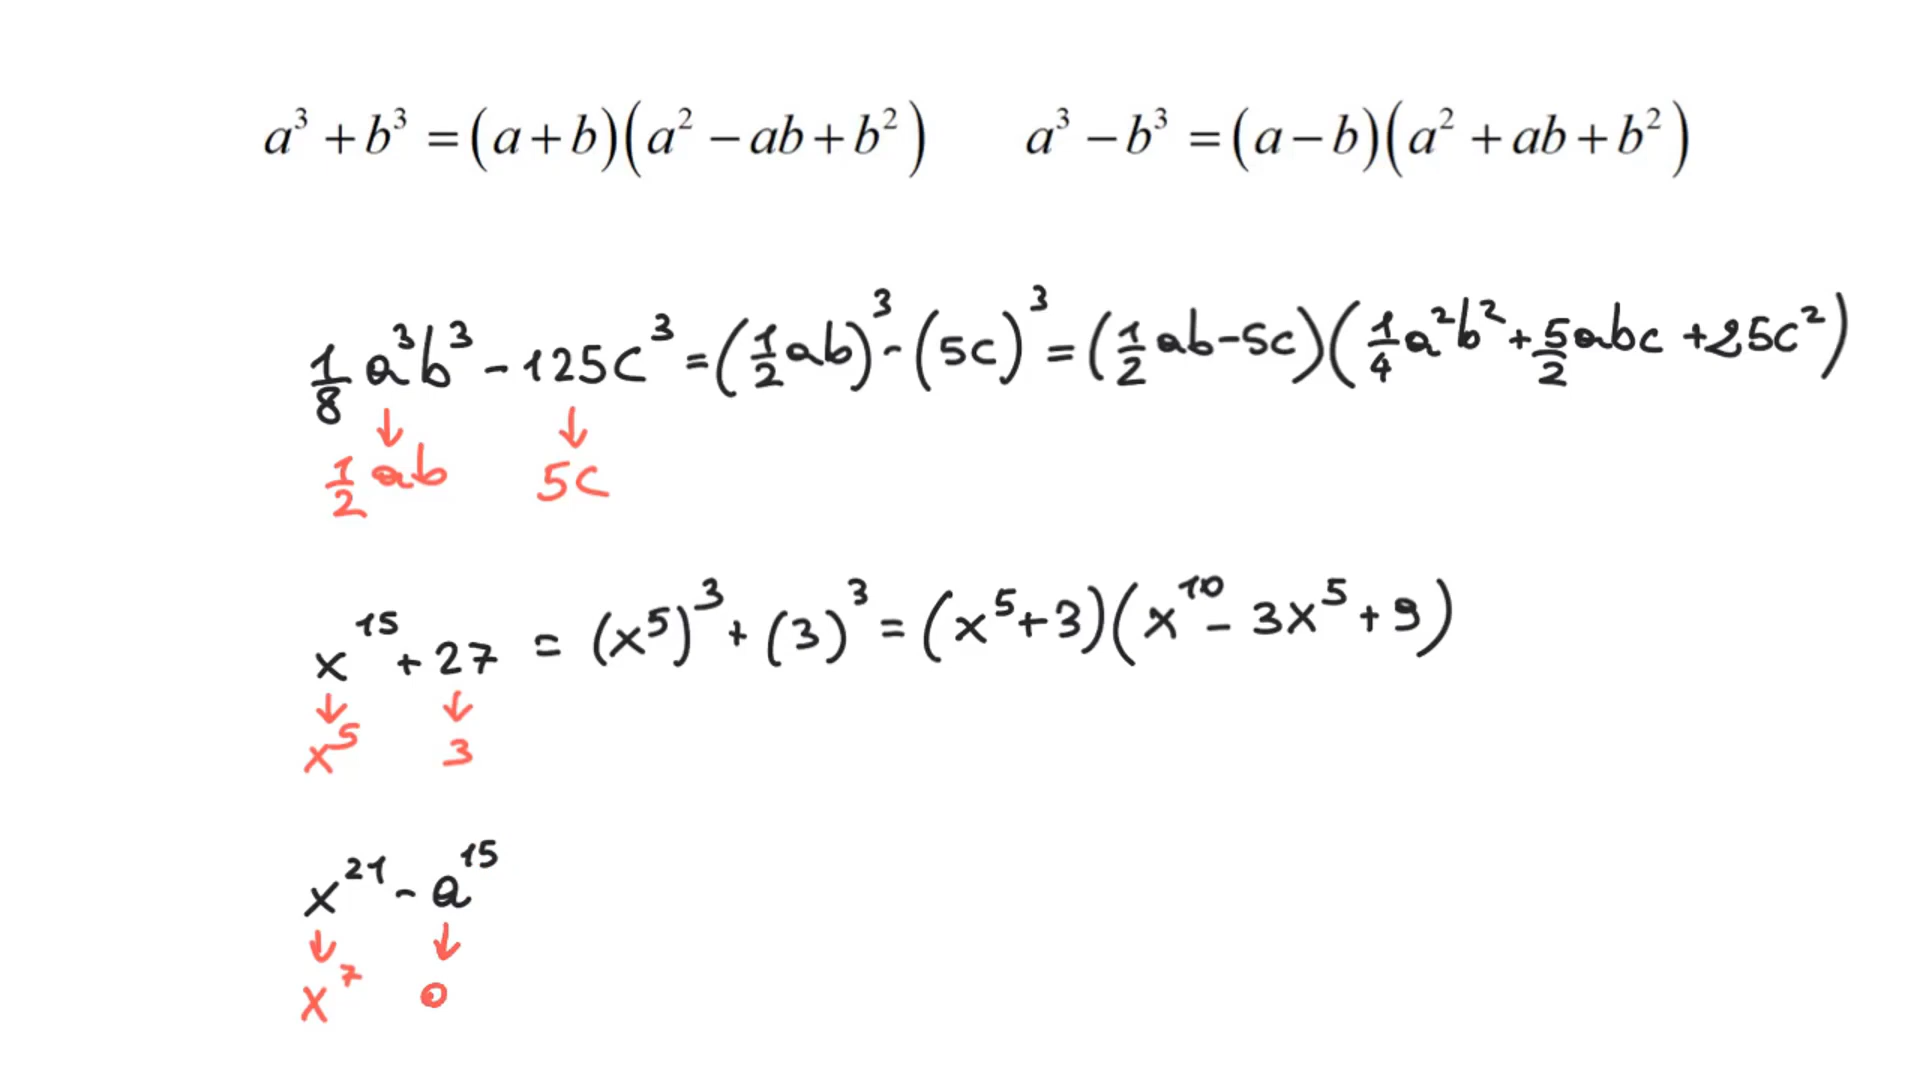 a³ + b³ = (a + b)(a² − ab + b²)    a³ − b³ = (a − b)(a² + ab + b²)
1/8 a³b³ - 125c³ = (1/2 ab)³ - (5c)³ = (1/2 ab - 5c)(1/4 a²b² + 5/2 abc + 25c²)
↓ ↓
1/2 ab 5c
x¹⁵ + 27 = (x⁵)³ + (3)³ = (x⁵ + 3)(x¹⁰ - 3x⁵ + 9)
↓ ↓
x⁵ 3
x²¹ - a¹⁵
↓ ↓
x⁷